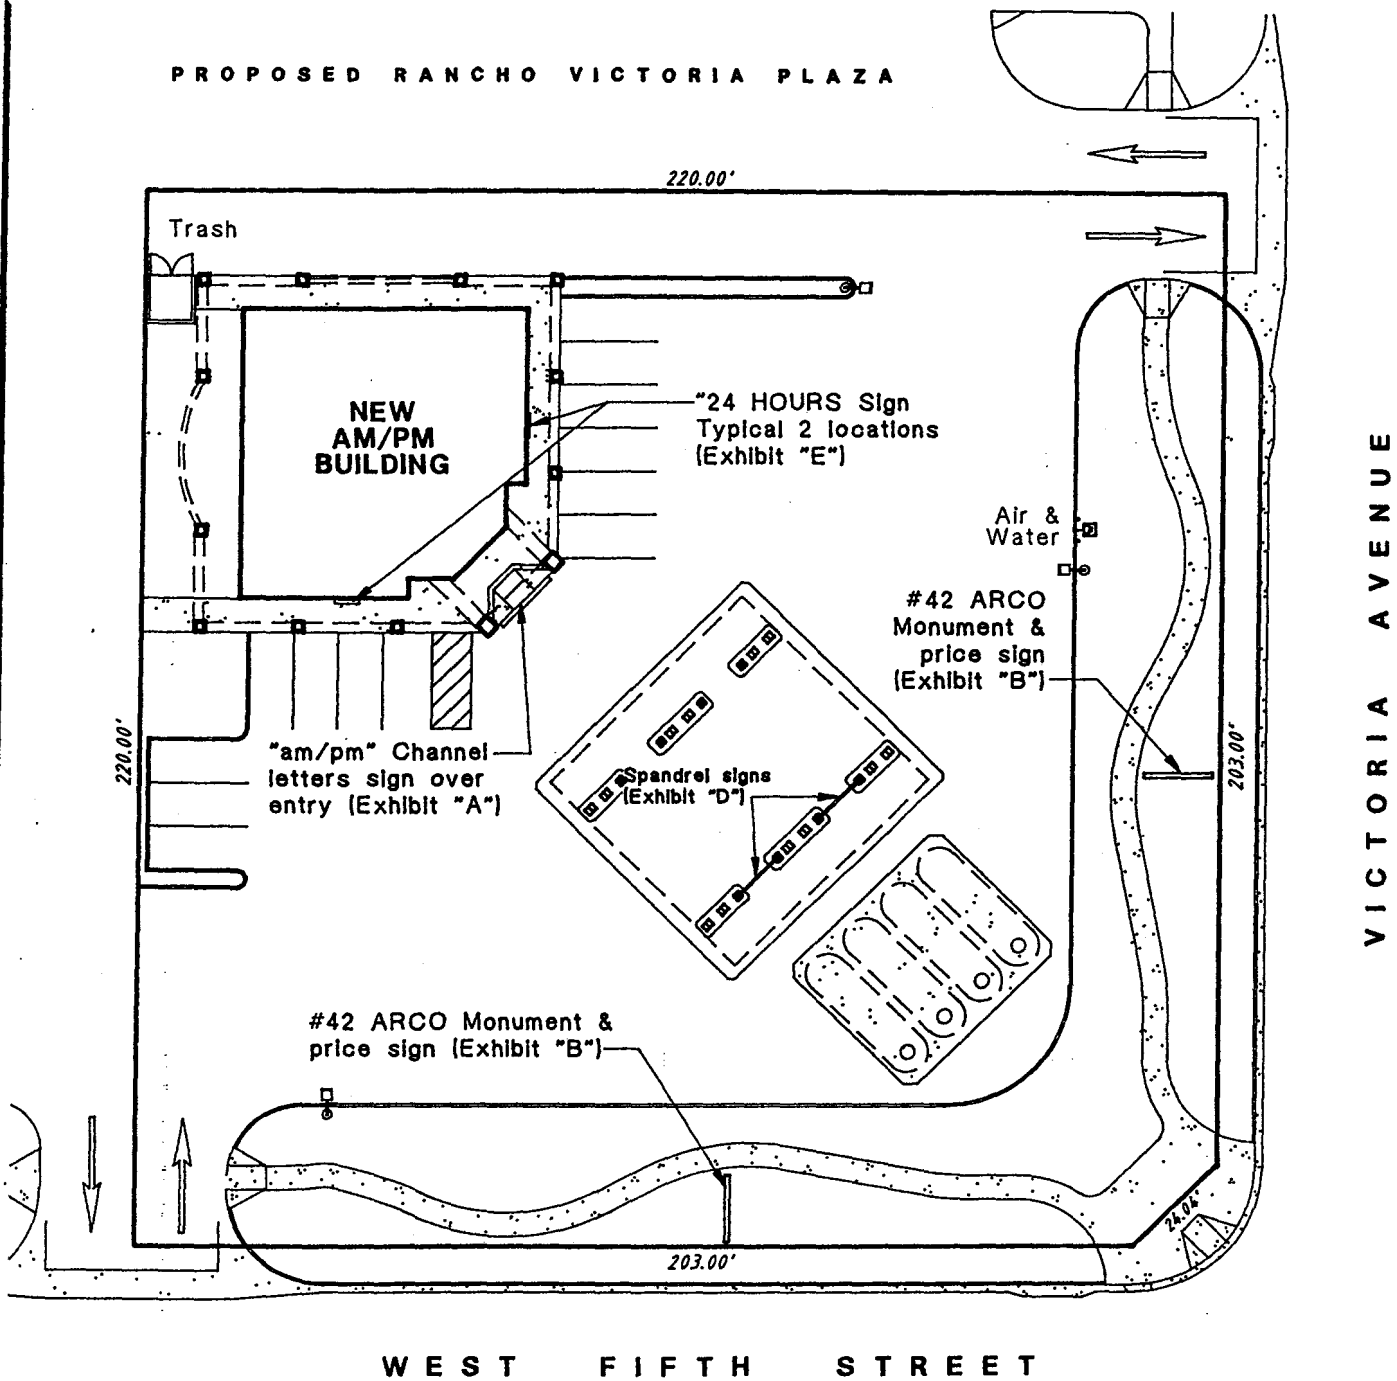 PROPOSED RANCHO VICTORIA PLAZA
220.00'
Trash
NEW
AM/PM
BUILDING
"24 HOURS Sign
Typical 2 locations
(Exhibit "E")
Air &
Water
#42 ARCO
Monument &
price sign
(Exhibit "B")
VICTORIA AVENUE
220.00'
203.00'
"am/pm" Channel
letters sign over
entry (Exhibit "A")
Spandrel signs
(Exhibit "D")
#42 ARCO Monument &
price sign (Exhibit "B")
24.04'
203.00'
WEST FIFTH STREET